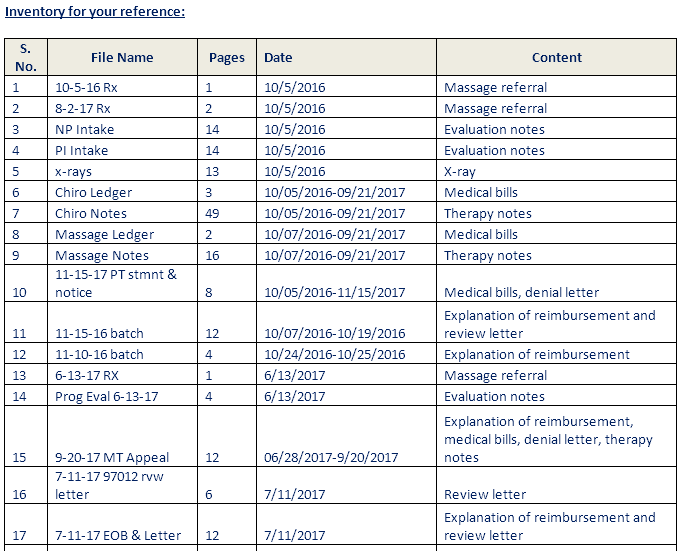 Inventory for your reference:
S. No. File Name Pages Date Content
1 10-5-16 Rx 1 10/5/2016 Massage referral
2 8-2-17 Rx 2 10/5/2016 Massage referral
3 NP Intake 14 10/5/2016 Evaluation notes
4 PI Intake 14 10/5/2016 Evaluation notes
5 x-rays 13 10/5/2016 X-ray
6 Chiro Ledger 3 10/05/2016-09/21/2017 Medical bills
7 Chiro Notes 49 10/05/2016-09/21/2017 Therapy notes
8 Massage Ledger 2 10/07/2016-09/21/2017 Medical bills
9 Massage Notes 16 10/07/2016-09/21/2017 Therapy notes
11-15-17 PT stmnt &
10 notice 8 10/05/2016-11/15/2017 Medical bills, denial letter
Explanation of reimbursement and
11 11-15-16 batch 12 10/07/2016-10/19/2016 review letter
12 11-10-16 batch 4 10/24/2016-10/25/2016 Explanation of reimbursement
13 6-13-17 RX 1 6/13/2017 Massage referral
14 Prog Eval 6-13-17 4 6/13/2017 Evaluation notes
Explanation of reimbursement,
medical bills, denial letter, therapy
15 9-20-17 MT Appeal 12 06/28/2017-9/20/2017 notes
7-11-17 97012 rvw
16 letter 6 7/11/2017 Review letter
Explanation of reimbursement and
17 7-11-17 EOB & Letter 12 7/11/2017 review letter